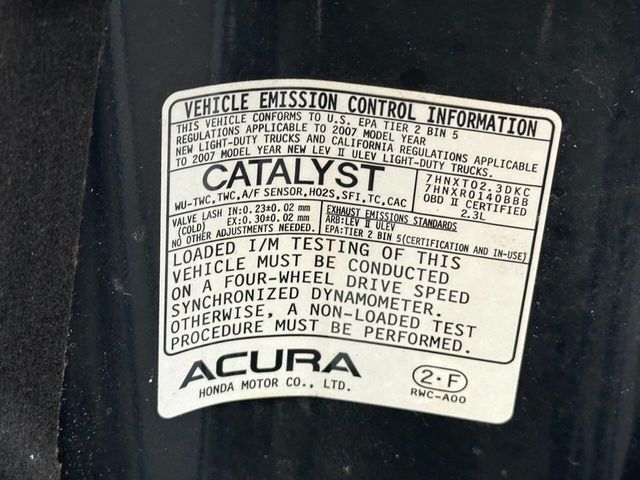 VEHICLE EMISSION CONTROL INFORMATION
THIS VEHICLE CONFORMS TO U.S. EPA TIER 2 BIN 5
REGULATIONS APPLICABLE TO 2007 MODEL YEAR
NEW LIGHT-DUTY TRUCKS AND CALIFORNIA REGULATIONS APPLICABLE
TO 2007 MODEL YEAR NEW LEV II ULEV LIGHT-DUTY TRUCKS.
CATALYST
WU-TWC,TWC,A/F SENSOR,HO2S,SFI,TC,CAC
7HNXT02.3DKC
7HNXR0140BBB
OBD II CERTIFIED
2.3L
VALVE LASH IN:0.23±0.02 mm
(COLD) EX:0.30±0.02 mm
NO OTHER ADJUSTMENTS NEEDED.
EXHAUST EMISSIONS STANDARDS
ARB:LEV II ULEV
EPA:TIER 2 BIN 5(CERTIFICATION AND IN-USE)
LOADED I/M TESTING OF THIS
VEHICLE MUST BE CONDUCTED
ON A FOUR-WHEEL DRIVE SPEED
SYNCHRONIZED DYNAMOMETER.
OTHERWISE, A NON-LOADED TEST
PROCEDURE MUST BE PERFORMED.
ACURA
HONDA MOTOR CO., LTD.
2·F
RWC-A00